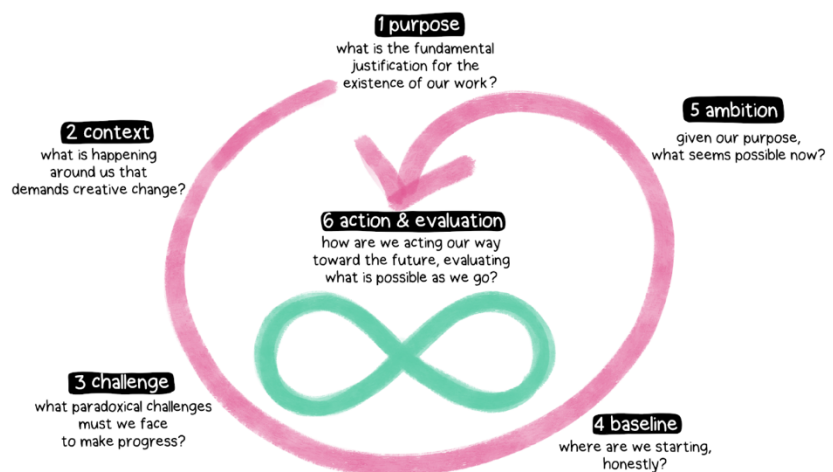 1 purpose
what is the fundamental
justification for the
existence of our work?
2 context
what is happening
around us that
demands creative change?
3 challenge
what paradoxical challenges
must we face
to make progress?
4 baseline
where are we starting,
honestly?
5 ambition
given our purpose,
what seems possible now?
6 action & evaluation
how are we acting our way
toward the future, evaluating
what is possible as we go?